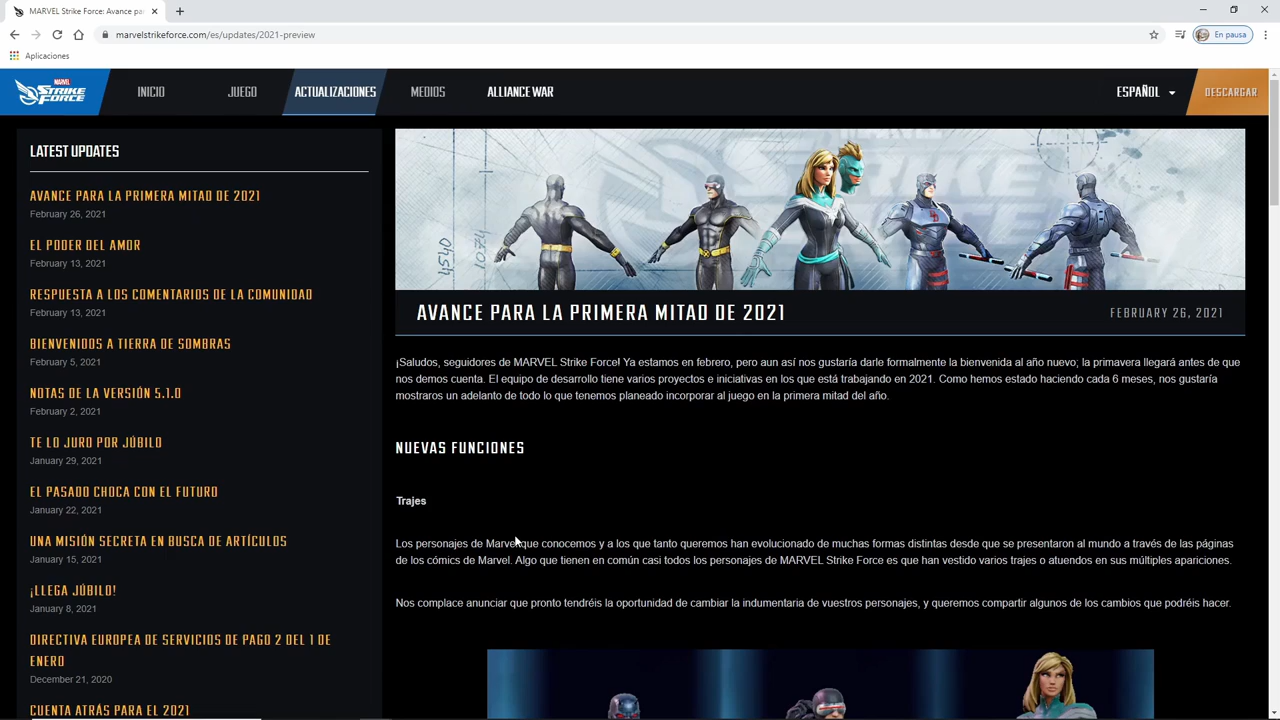 MARVEL Strike Force: Avance pa
marvelstrikeforce.com/es/updates/2021-preview
En pausa
Aplicaciones
MARVEL
STRIKE
FORCE
INICIO
JUEGO
ACTUALIZACIONES
MEDIOS
ALLIANCE WAR
ESPAÑOL
DESCARGAR
LATEST UPDATES
AVANCE PARA LA PRIMERA MITAD DE 2021
February 26, 2021
EL PODER DEL AMOR
February 13, 2021
RESPUESTA A LOS COMENTARIOS DE LA COMUNIDAD
February 13, 2021
BIENVENIDOS A TIERRA DE SOMBRAS
February 5, 2021
NOTAS DE LA VERSIÓN 5.1.0
February 2, 2021
TE LO JURO POR JÚBILO
January 29, 2021
EL PASADO CHOCA CON EL FUTURO
January 22, 2021
UNA MISIÓN SECRETA EN BUSCA DE ARTÍCULOS
January 15, 2021
¡LLEGA JÚBILO!
January 8, 2021
DIRECTIVA EUROPEA DE SERVICIOS DE PAGO 2 DEL 1 DE
ENERO
December 21, 2020
CUENTA ATRÁS PARA EL 2021
4540
1074
AVANCE PARA LA PRIMERA MITAD DE 2021
FEBRUARY 26, 2021
¡Saludos, seguidores de MARVEL Strike Force! Ya estamos en febrero, pero aun así nos gustaría darle formalmente la bienvenida al año nuevo; la primavera llegará antes de que
nos demos cuenta. El equipo de desarrollo tiene varios proyectos e iniciativas en los que está trabajando en 2021. Como hemos estado haciendo cada 6 meses, nos gustaría
mostraros un adelanto de todo lo que tenemos planeado incorporar al juego en la primera mitad del año.
NUEVAS FUNCIONES
Trajes
Los personajes de Marvel que conocemos y a los que tanto queremos han evolucionado de muchas formas distintas desde que se presentaron al mundo a través de las páginas
de los cómics de Marvel. Algo que tienen en común casi todos los personajes de MARVEL Strike Force es que han vestido varios trajes o atuendos en sus múltiples apariciones.
Nos complace anunciar que pronto tendréis la oportunidad de cambiar la indumentaria de vuestros personajes, y queremos compartir algunos de los cambios que podréis hacer.